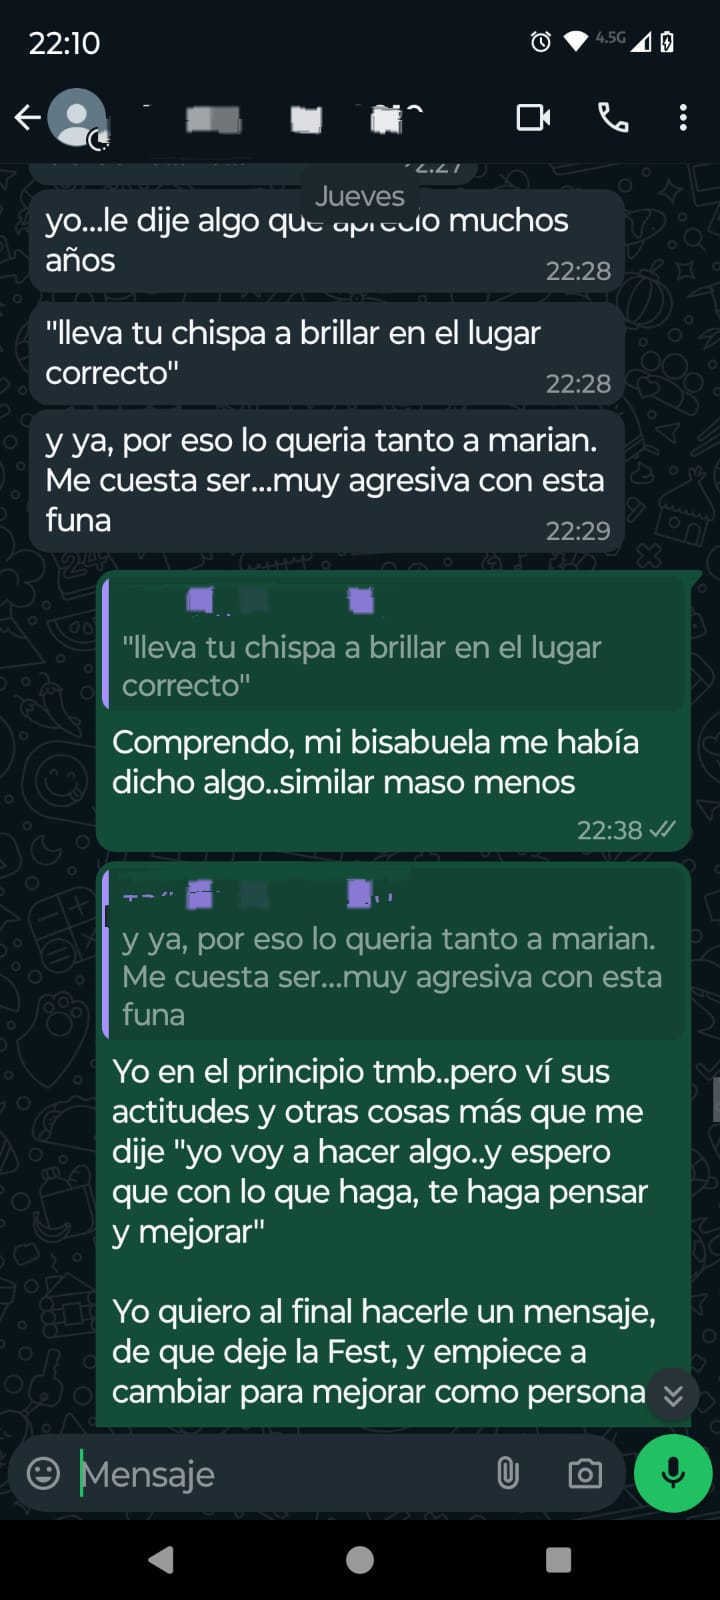 22:10
4.5G
Jueves
yo...le dije algo que aprecio muchos
años
22:28
"lleva tu chispa a brillar en el lugar
correcto"
22:28
y ya, por eso lo queria tanto a marian.
Me cuesta ser...muy agresiva con esta
funa
22:29
"lleva tu chispa a brillar en el lugar
correcto"
Comprendo, mi bisabuela me había
dicho algo..similar maso menos
22:38
y ya, por eso lo queria tanto a marian.
Me cuesta ser...muy agresiva con esta
funa
Yo en el principio tmb..pero ví sus
actitudes y otras cosas más que me
dije "yo voy a hacer algo..y espero
que con lo que haga, te haga pensar
y mejorar"
Yo quiero al final hacerle un mensaje,
de que deje la Fest, y empiece a
cambiar para mejorar como persona
Mensaje